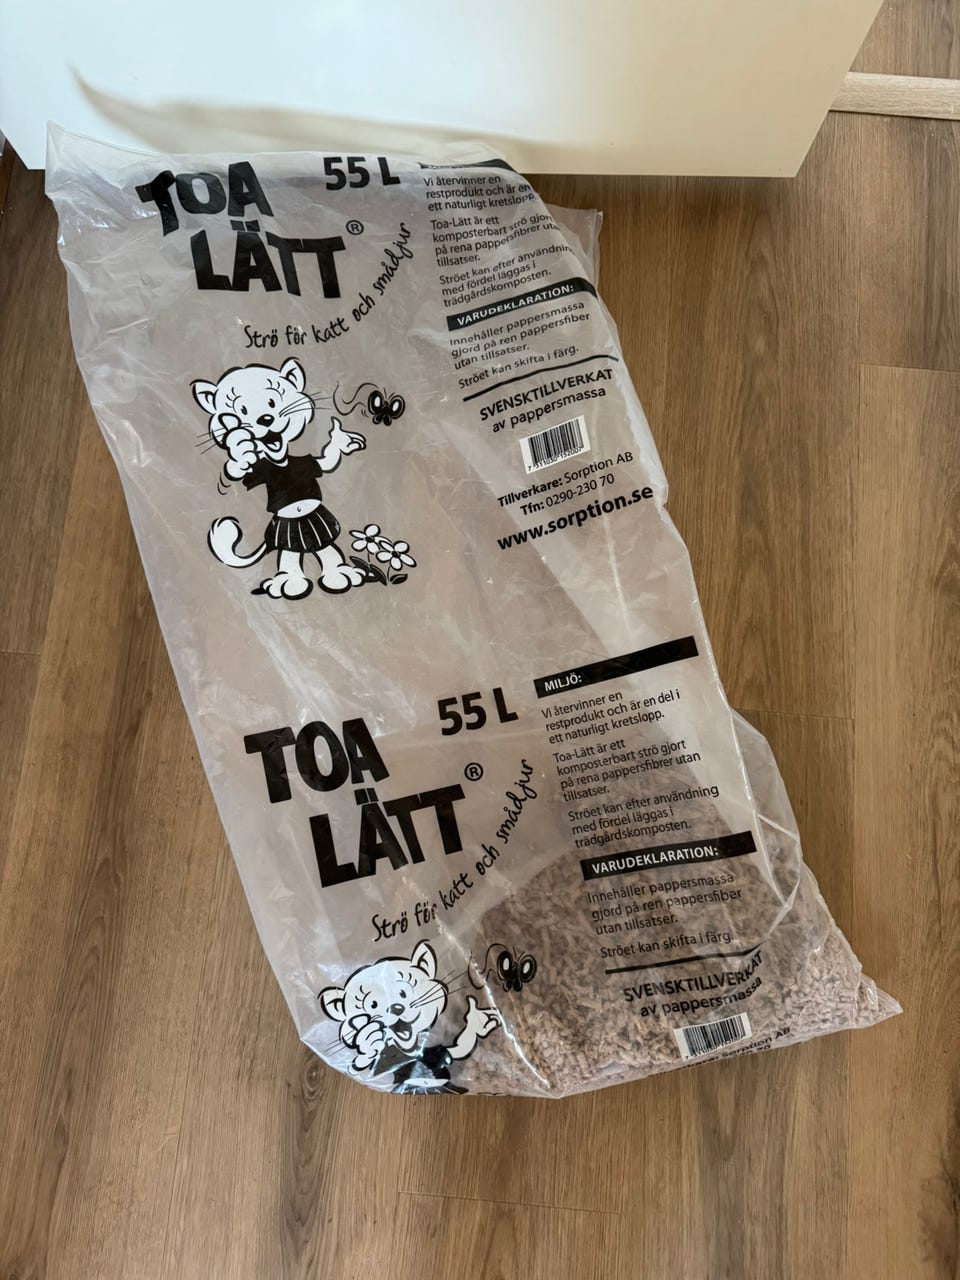 TOA
LÄTT®
55 L
Strö för katt och smådjur
Vi återvinner en
restprodukt och är en
ett naturligt kretslopp.
Toa-Lätt är ett
komposterbart strö gjort
på rena pappersfibrer utan
tillsatser.
Ströet kan efter användning
med fördel läggas i
trädgårdskomposten.
VARUDEKLARATION:
Innehåller pappersmassa
gjord på ren pappersfiber
utan tillsatser.
Ströet kan skifta i färg.
SVENSKTILLVERKAT
av pappersmassa
Tillverkare: Sorption AB
Tfn: 0290-230 70
www.sorption.se
TOA
LÄTT®
55 L
Strö för katt och smådjur
MILJÖ:
Vi återvinner en
restprodukt och är en del i
ett naturligt kretslopp.
Toa-Lätt är ett
komposterbart strö gjort
på rena pappersfibrer utan
tillsatser.
Ströet kan efter användning
med fördel läggas i
trädgårdskomposten.
VARUDEKLARATION:
Innehåller pappersmassa
gjord på ren pappersfiber
utan tillsatser.
Ströet kan skifta i färg.
SVENSKTILLVERKAT
av pappersmassa
Sorption AB